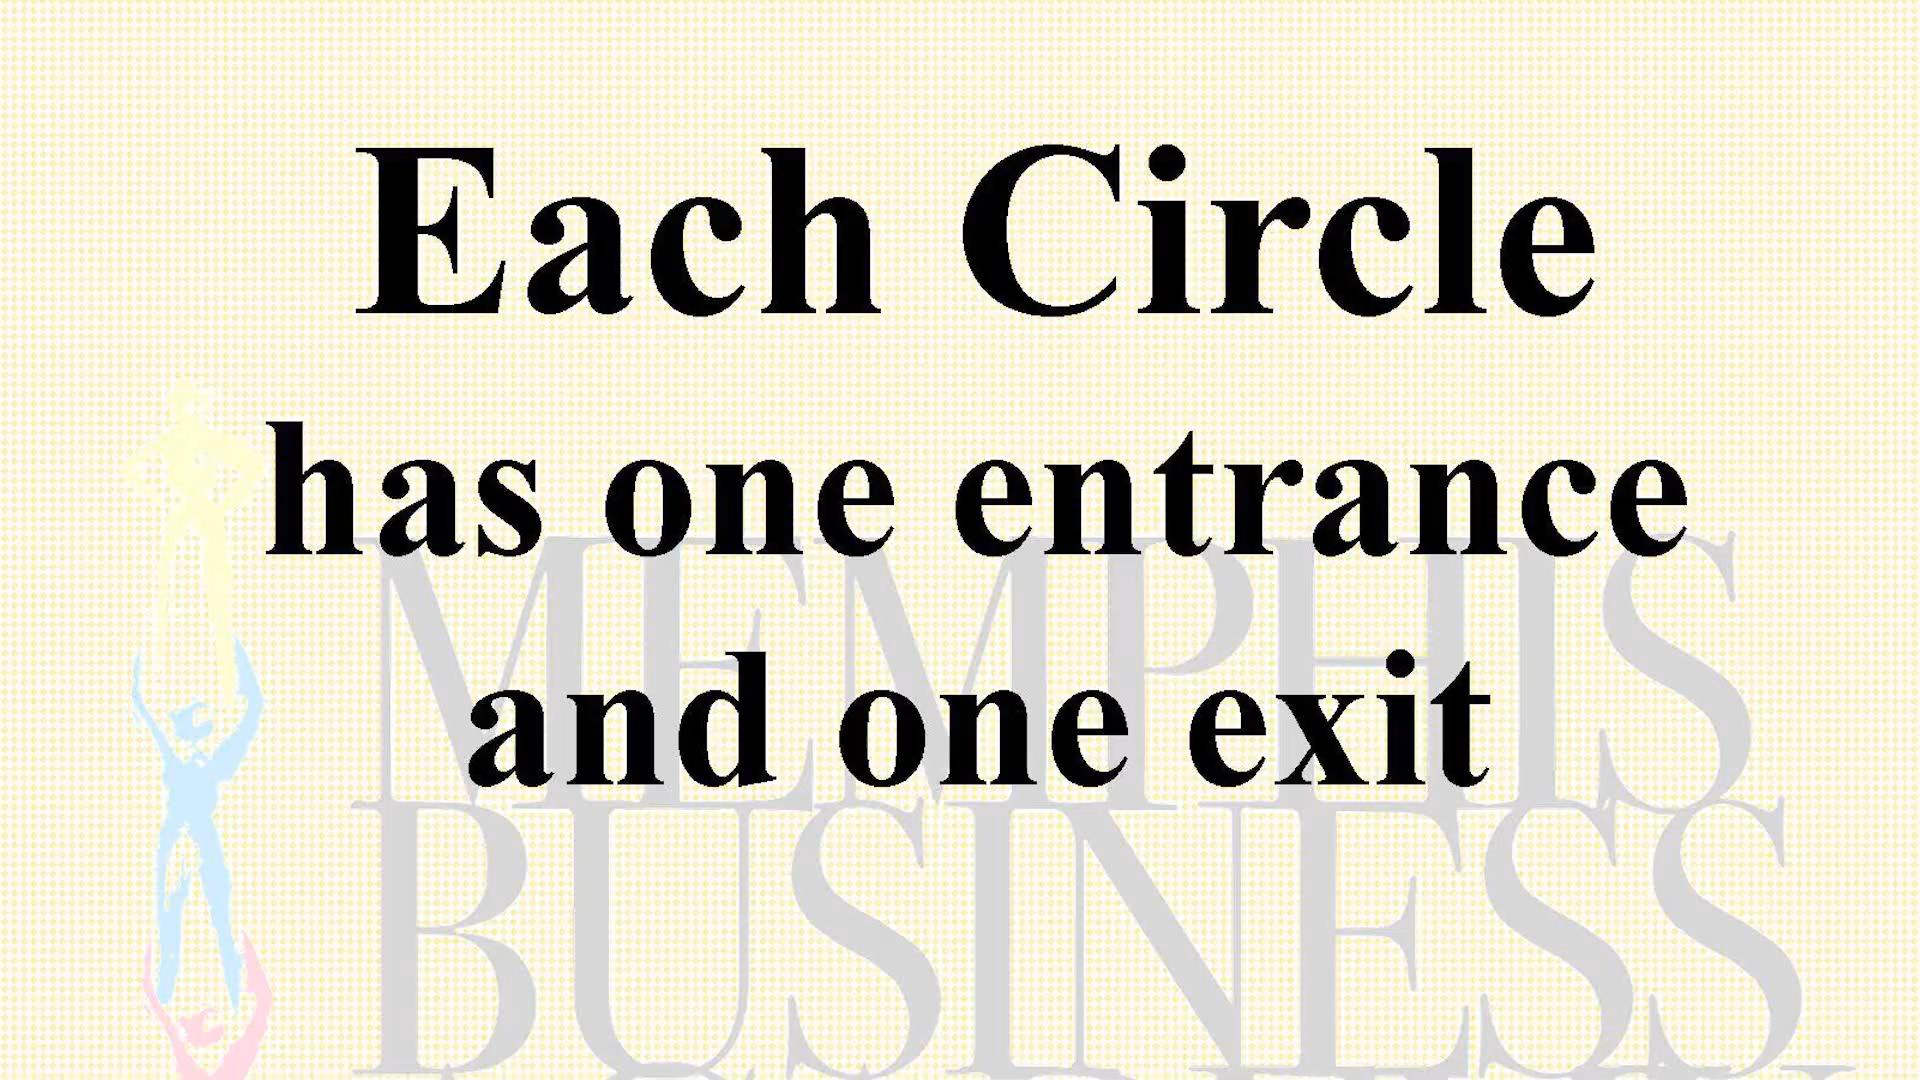 Each Circle
has one entrance
and one exit
MEMPHIS
BUSINESS